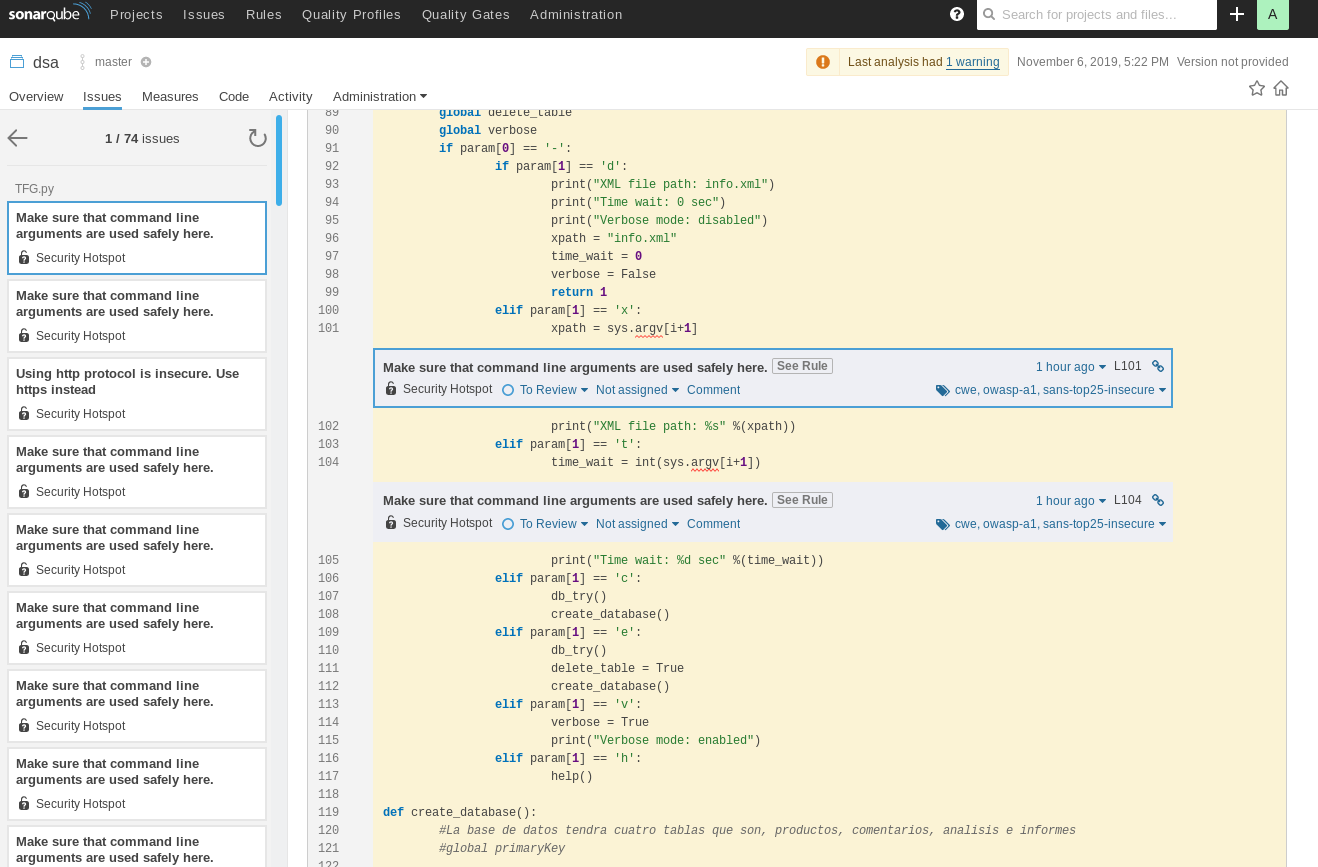 sonarqube Projects Issues Rules Quality Profiles Quality Gates Administration ? Search for projects and files... A
dsa master Last analysis had 1 warning November 6, 2019, 5:22 PM Version not provided
Overview Issues Measures Code Activity Administration
1 / 74 issues
TFG.py
Make sure that command line
arguments are used safely here.
Security Hotspot
Make sure that command line
arguments are used safely here.
Security Hotspot
Using http protocol is insecure. Use
https instead
Security Hotspot
Make sure that command line
arguments are used safely here.
Security Hotspot
Make sure that command line
arguments are used safely here.
Security Hotspot
Make sure that command line
arguments are used safely here.
Security Hotspot
Make sure that command line
arguments are used safely here.
Security Hotspot
Make sure that command line
arguments are used safely here.
Security Hotspot
Make sure that command line
arguments are used safely here.
89 global delete_table
90 global verbose
91 if param[0] == '-':
92 if param[1] == 'd':
93 print("XML file path: info.xml")
94 print("Time wait: 0 sec")
95 print("Verbose mode: disabled")
96 xpath = "info.xml"
97 time_wait = 0
98 verbose = False
99 return 1
100 elif param[1] == 'x':
101 xpath = sys.argv[i+1]
Make sure that command line arguments are used safely here. See Rule 1 hour ago L101
Security Hotspot To Review Not assigned Comment cwe, owasp-a1, sans-top25-insecure
102 print("XML file path: %s" %(xpath))
103 elif param[1] == 't':
104 time_wait = int(sys.argv[i+1])
Make sure that command line arguments are used safely here. See Rule 1 hour ago L104
Security Hotspot To Review Not assigned Comment cwe, owasp-a1, sans-top25-insecure
105 print("Time wait: %d sec" %(time_wait))
106 elif param[1] == 'c':
107 db_try()
108 create_database()
109 elif param[1] == 'e':
110 db_try()
111 delete_table = True
112 create_database()
113 elif param[1] == 'v':
114 verbose = True
115 print("Verbose mode: enabled")
116 elif param[1] == 'h':
117 help()
118
119 def create_database():
120 #La base de datos tendra cuatro tablas que son, productos, comentarios, analisis e informes
121 #global primaryKey
122